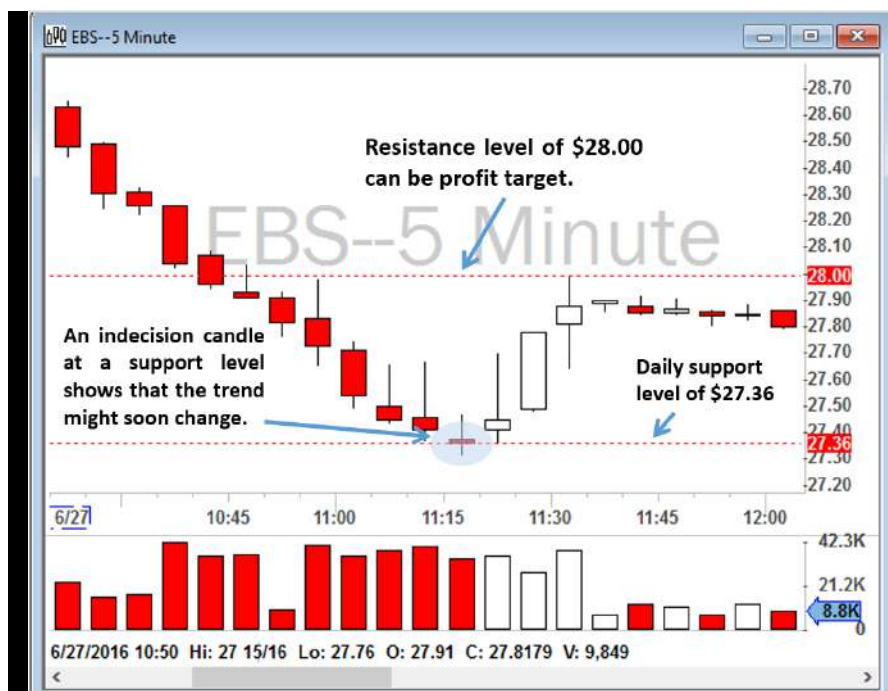 EBS--5 Minute
28.70
28.60
Resistance level of $28.00
can be profit target.
28.50
28.40
28.30
28.20
EBS--5 Minute
28.10
28.00
27.90
An indecision candle
at a support level
shows that the trend
might soon change.
27.80
27.70
Daily support
level of $27.36
27.60
27.50
27.40
27.36
27.30
27.20
6/27 10:45 11:00 11:15 11:30 11:45 12:00
42.3K
21.2K
8.8K
0
6/27/2016 10:50 Hi: 27 15/16 Lo: 27.76 O: 27.91 C: 27.8179 V: 9,849